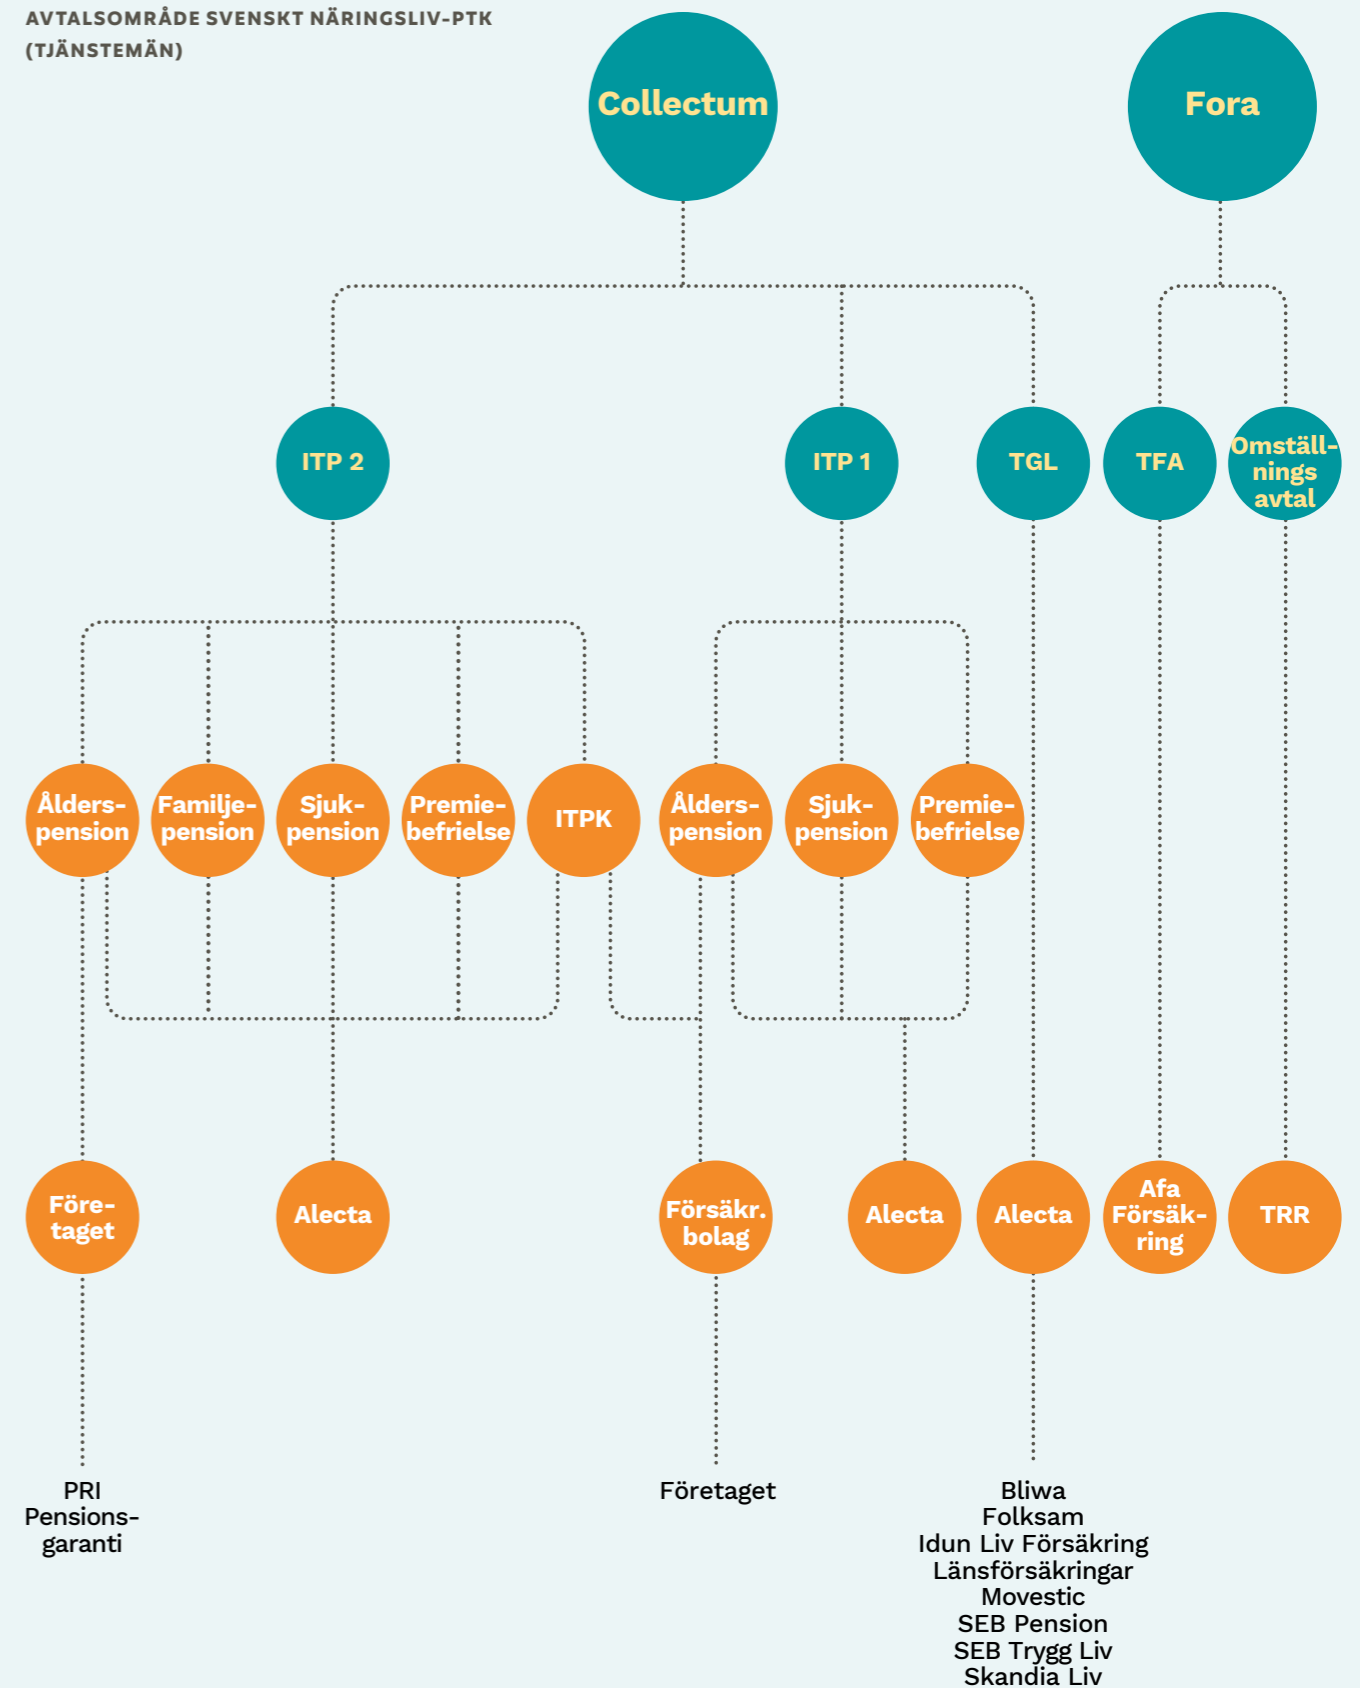 AVTALSOMRÅDE SVENSKT NÄRINGSLIV-PTK
(TJÄNSTEMÄN)
Collectum
Fora
ITP 2
ITP 1
TGL
TFA
Omställ-
nings
avtal
Ålders-
pension
Familje-
pension
Sjuk-
pension
Premie-
befrielse
ITPK
Ålders-
pension
Sjuk-
pension
Premie-
befrielse
Före-
taget
Alecta
Försäkr.
bolag
Alecta
Alecta
Afa
Försäk-
ring
TRR
PRI
Pensions-
garanti
Företaget
Bliwa
Folksam
Idun Liv Försäkring
Länsförsäkringar
Movestic
SEB Pension
SEB Trygg Liv
Skandia Liv